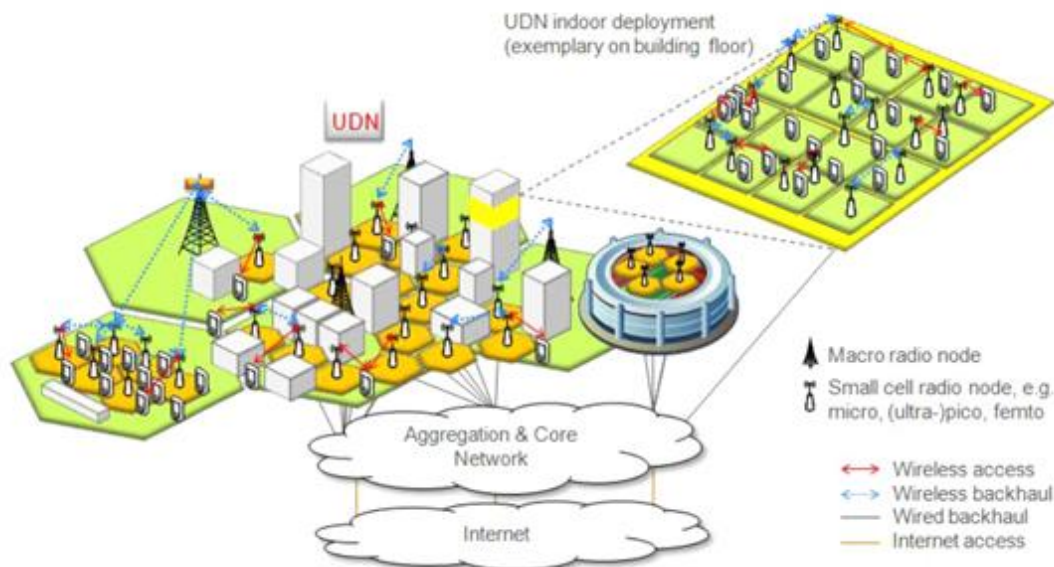 UDN indoor deployment
(exemplary on building floor)
UDN
Macro radio node
Small cell radio node, e.g.
micro, (ultra-)pico, femto
Aggregation & Core
Network
Wireless access
Wireless backhaul
Wired backhaul
Internet access
Internet